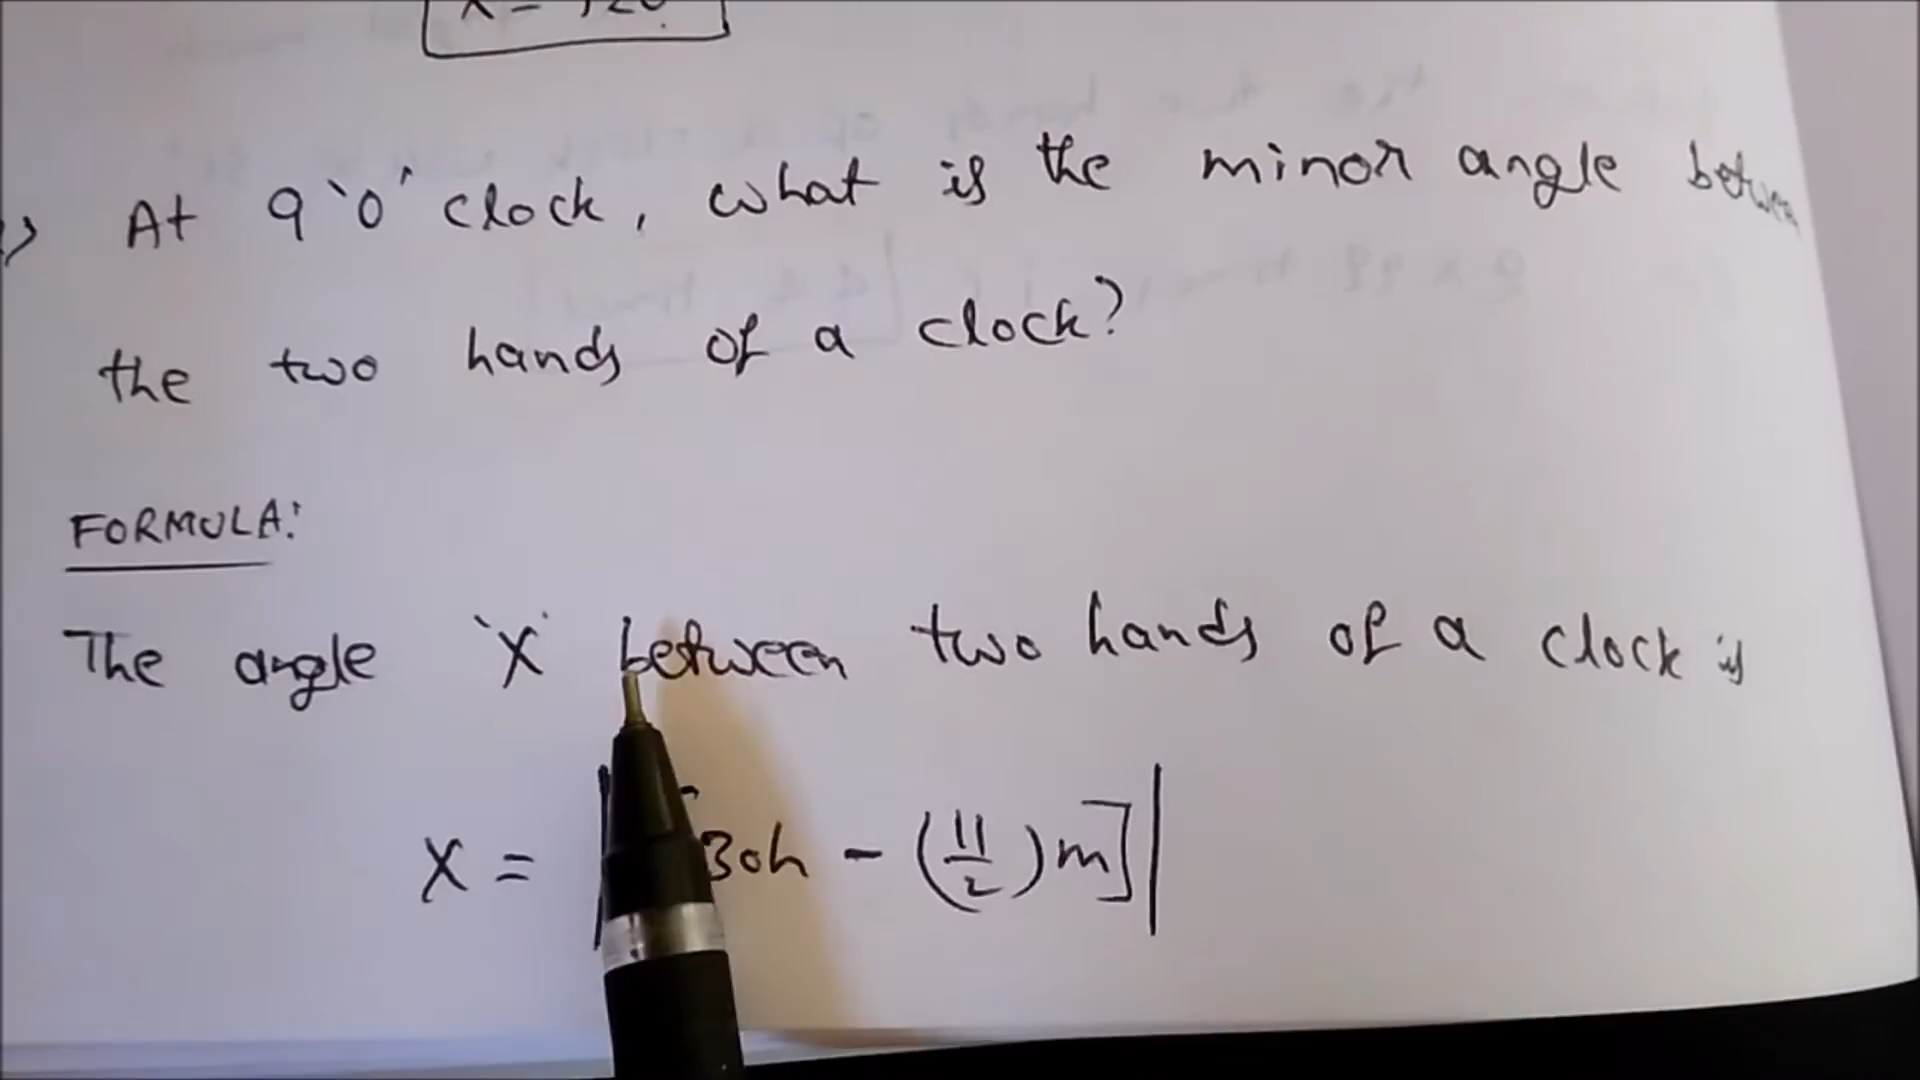 At 9 'o' clock, what is the minor angle between
the two hands of a clock?
FORMULA:
The angle 'X' between two hands of a clock is
X = |[30h - (11/2)m]|